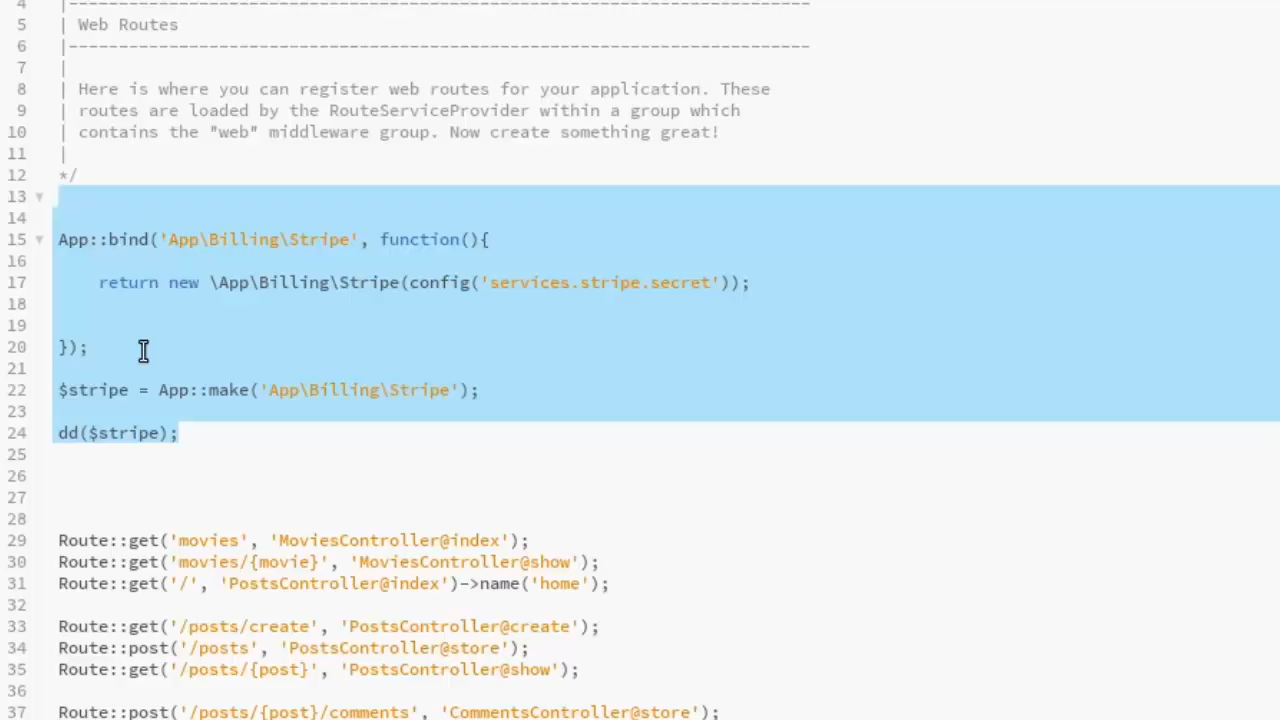 4 |--------------------------------------------------------------------------
5 | Web Routes
6 |--------------------------------------------------------------------------
7 |
8 | Here is where you can register web routes for your application. These
9 | routes are loaded by the RouteServiceProvider within a group which
10 | contains the "web" middleware group. Now create something great!
11 |
12 */
13
14
15 App::bind('App\Billing\Stripe', function(){
16
17     return new \App\Billing\Stripe(config('services.stripe.secret'));
18
19
20 });
21
22 $stripe = App::make('App\Billing\Stripe');
23
24 dd($stripe);
25
26
27
28
29 Route::get('movies', 'MoviesController@index');
30 Route::get('movies/{movie}', 'MoviesController@show');
31 Route::get('/', 'PostsController@index')->name('home');
32
33 Route::get('/posts/create', 'PostsController@create');
34 Route::post('/posts', 'PostsController@store');
35 Route::get('/posts/{post}', 'PostsController@show');
36
37 Route::post('/posts/{post}/comments', 'CommentsController@store');